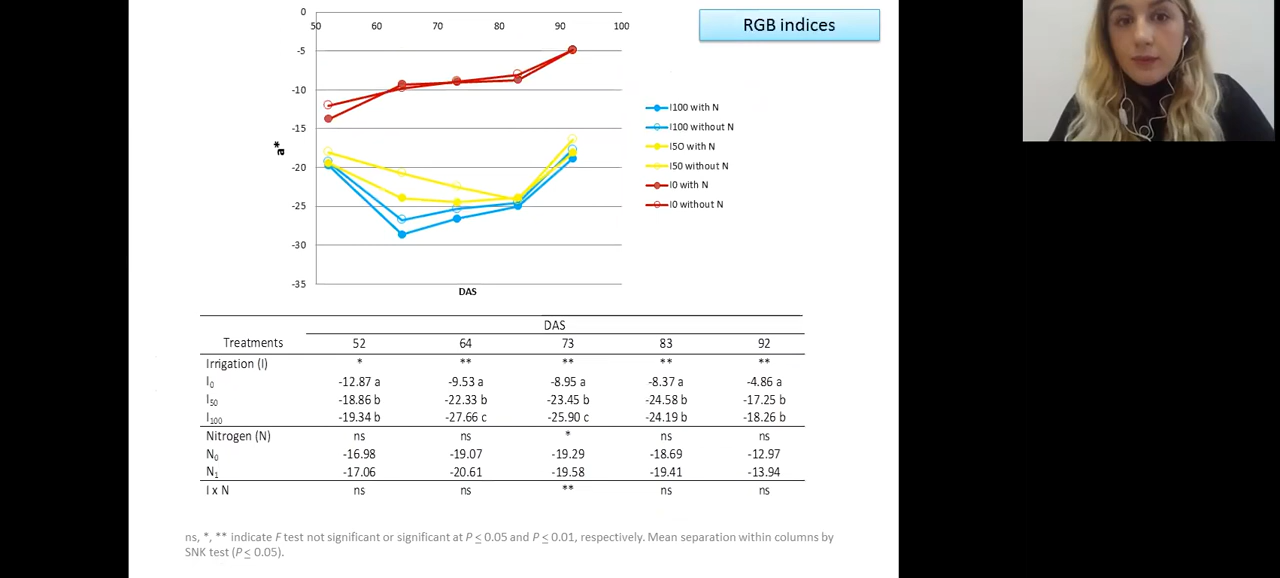 RGB indices
0
50 60 70 80 90 100
-5
-10
-15
-20
-25
-30
-35
a*
DAS
I100 with N
I100 without N
I5O with N
I50 without N
I0 with N
I0 without N
DAS
Treatments 52 64 73 83 92
Irrigation (I) * ** ** ** **
I0 -12.87 a -9.53 a -8.95 a -8.37 a -4.86 a
I50 -18.86 b -22.33 b -23.45 b -24.58 b -17.25 b
I100 -19.34 b -27.66 c -25.90 c -24.19 b -18.26 b
Nitrogen (N) ns ns * ns ns
N0 -16.98 -19.07 -19.29 -18.69 -12.97
N1 -17.06 -20.61 -19.58 -19.41 -13.94
I x N ns ns ** ns ns
ns, *, ** indicate F test not significant or significant at P ≤ 0.05 and P ≤ 0.01, respectively. Mean separation within columns by
SNK test (P ≤ 0.05).